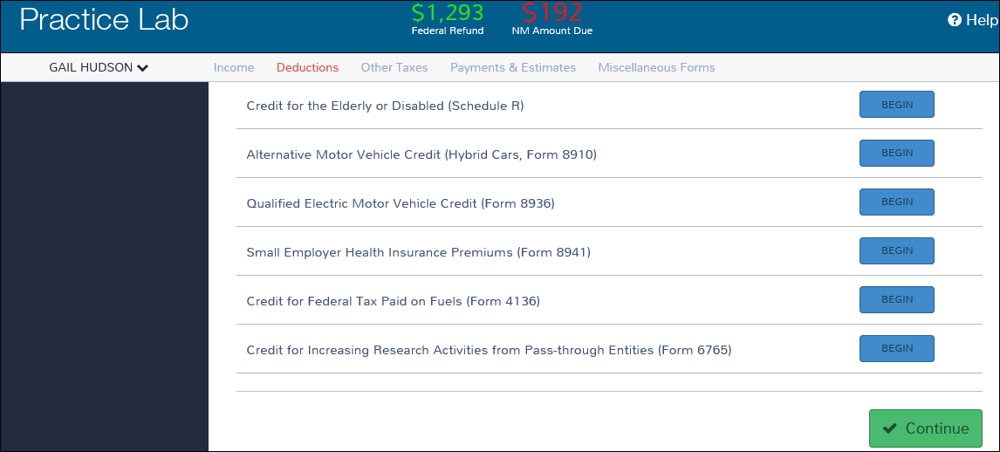 Practice Lab
$1,293
Federal Refund
$192
NM Amount Due
Help
GAIL HUDSON
Income
Deductions
Other Taxes
Payments & Estimates
Miscellaneous Forms
Credit for the Elderly or Disabled (Schedule R)
BEGIN
Alternative Motor Vehicle Credit (Hybrid Cars, Form 8910)
BEGIN
Qualified Electric Motor Vehicle Credit (Form 8936)
BEGIN
Small Employer Health Insurance Premiums (Form 8941)
BEGIN
Credit for Federal Tax Paid on Fuels (Form 4136)
BEGIN
Credit for Increasing Research Activities from Pass-through Entities (Form 6765)
BEGIN
Continue